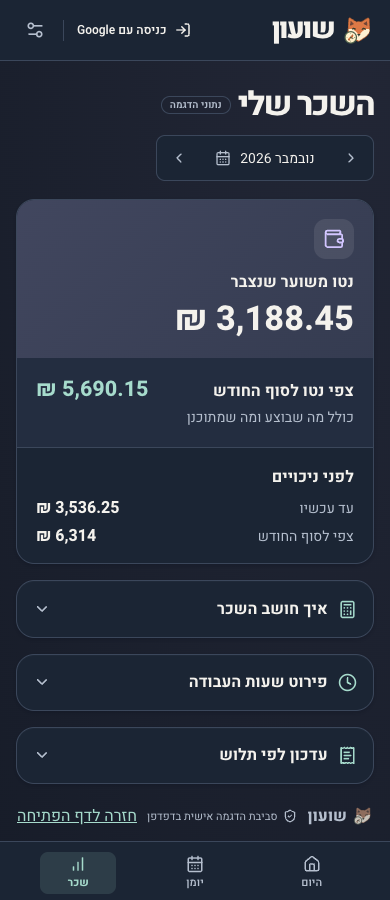 שועון
כניסה עם Google
השכר שלי
נתוני הדגמה
נובמבר 2026
נטו משוער שנצבר
3,188.45 ₪
צפי נטו לסוף החודש
5,690.15 ₪
כולל מה שבוצע ומה שמתוכנן
לפני ניכויים
עד עכשיו
3,536.25 ₪
צפי לסוף החודש
6,314 ₪
איך חושב השכר
פירוט שעות העבודה
עדכון לפי תלוש
שועון
סביבת הדגמה אישית בדפדפן
חזרה לדף הפתיחה
היום
יומן
שכר